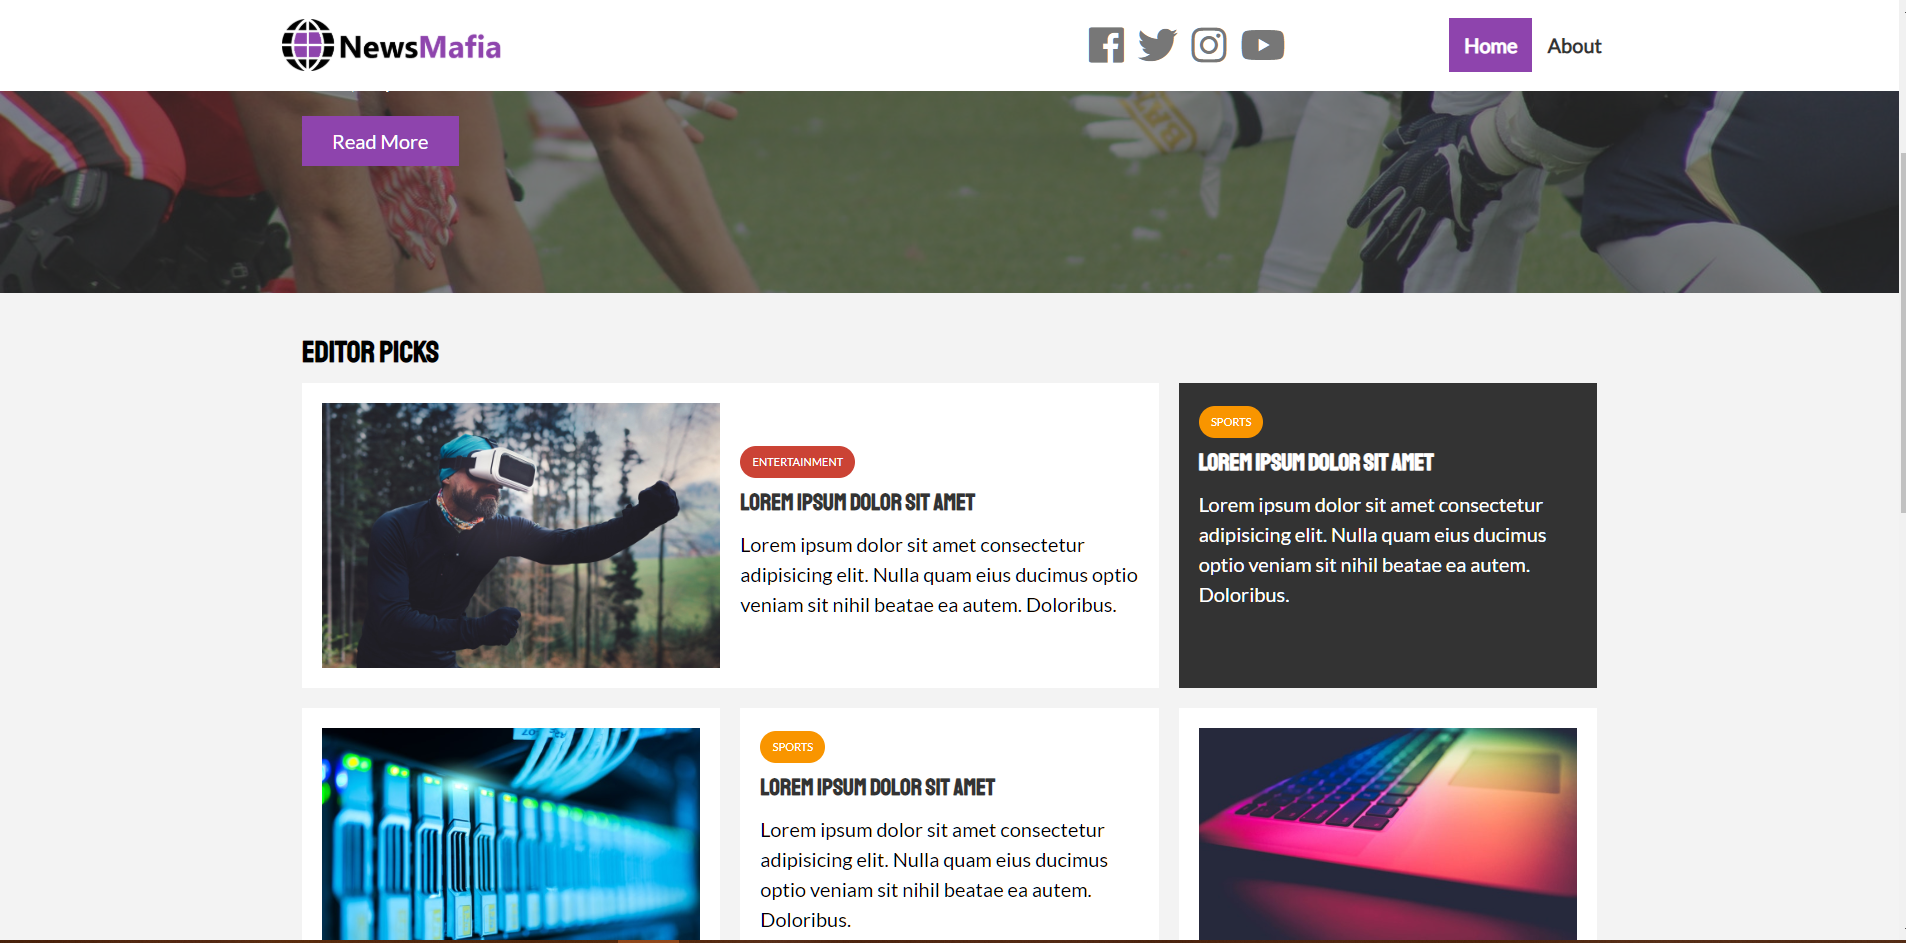 NewsMafia
Home
About
Read More
EDITOR PICKS
ENTERTAINMENT
LOREM IPSUM DOLOR SIT AMET
Lorem ipsum dolor sit amet consectetur
adipisicing elit. Nulla quam eius ducimus optio
veniam sit nihil beatae ea autem. Doloribus.
SPORTS
LOREM IPSUM DOLOR SIT AMET
Lorem ipsum dolor sit amet consectetur
adipisicing elit. Nulla quam eius ducimus
optio veniam sit nihil beatae ea autem.
Doloribus.
SPORTS
LOREM IPSUM DOLOR SIT AMET
Lorem ipsum dolor sit amet consectetur
adipisicing elit. Nulla quam eius ducimus
optio veniam sit nihil beatae ea autem.
Doloribus.